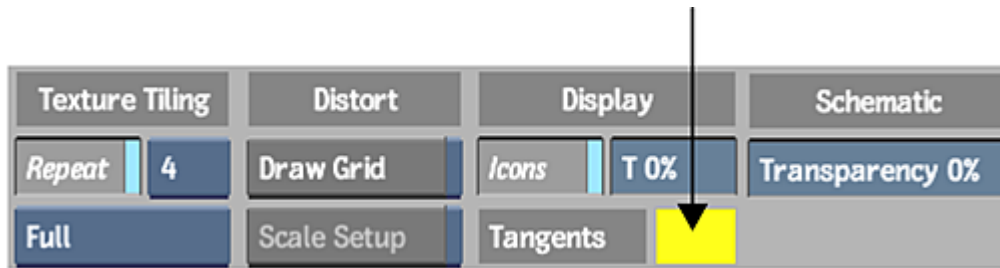 Texture Tiling Distort Display Schematic
Repeat 4 Draw Grid Icons T 0% Transparency 0%
Full Scale Setup Tangents